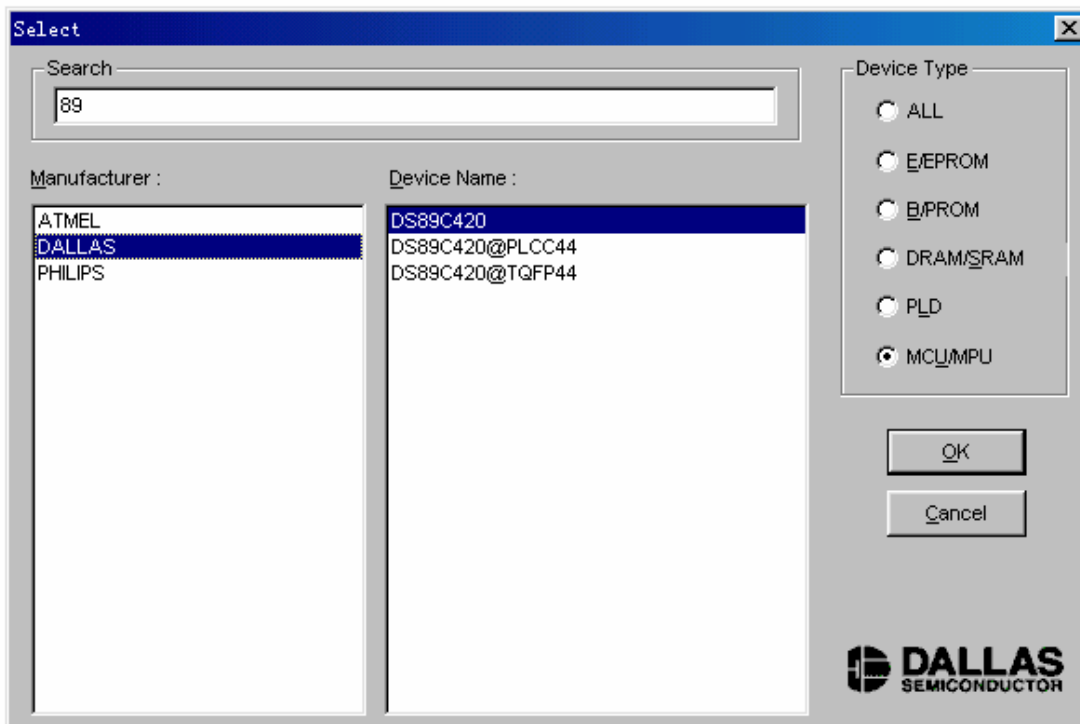 Select
Search
89
Manufacturer :
ATMEL
DALLAS
PHILIPS
Device Name :
DS89C420
DS89C420@PLCC44
DS89C420@TQFP44
Device Type
ALL
E/EPROM
B/PROM
DRAM/SRAM
PLD
MCU/MPU
OK
Cancel
DALLAS
SEMICONDUCTOR